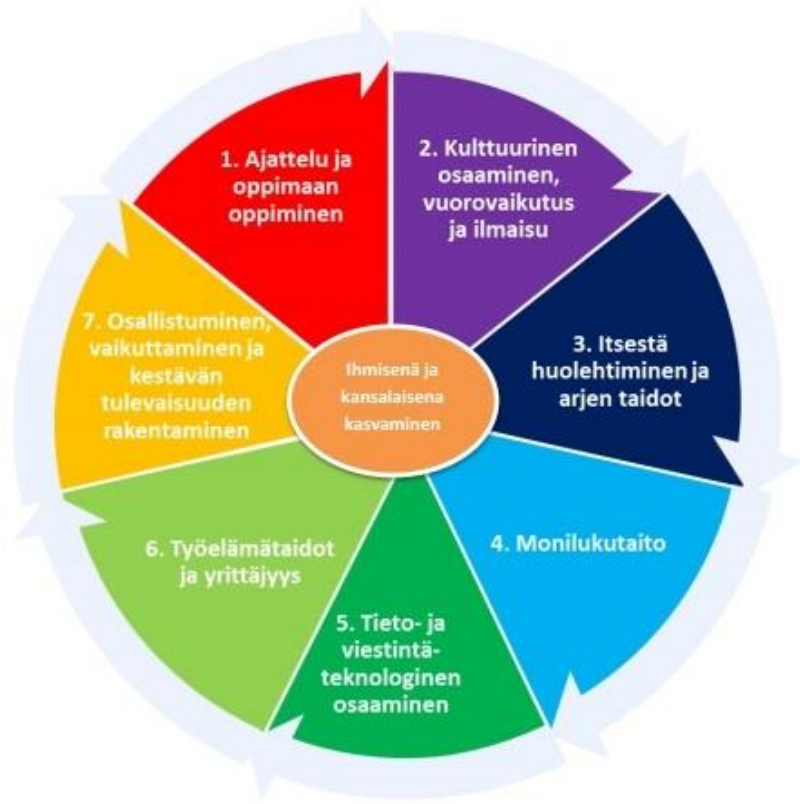 1. Ajattelu ja
oppimaan
oppiminen
2. Kulttuurinen
osaaminen,
vuorovaikutus
ja ilmaisu
3. Itsestä
huolehtiminen ja
arjen taidot
4. Monilukutaito
5. Tieto- ja
viestintä-
teknologinen
osaaminen
6. Työelämätaidot
ja yrittäjyys
7. Osallistuminen,
vaikuttaminen ja
kestävän
tulevaisuuden
rakentaminen
Ihmisenä ja
kansalaisena
kasvaminen